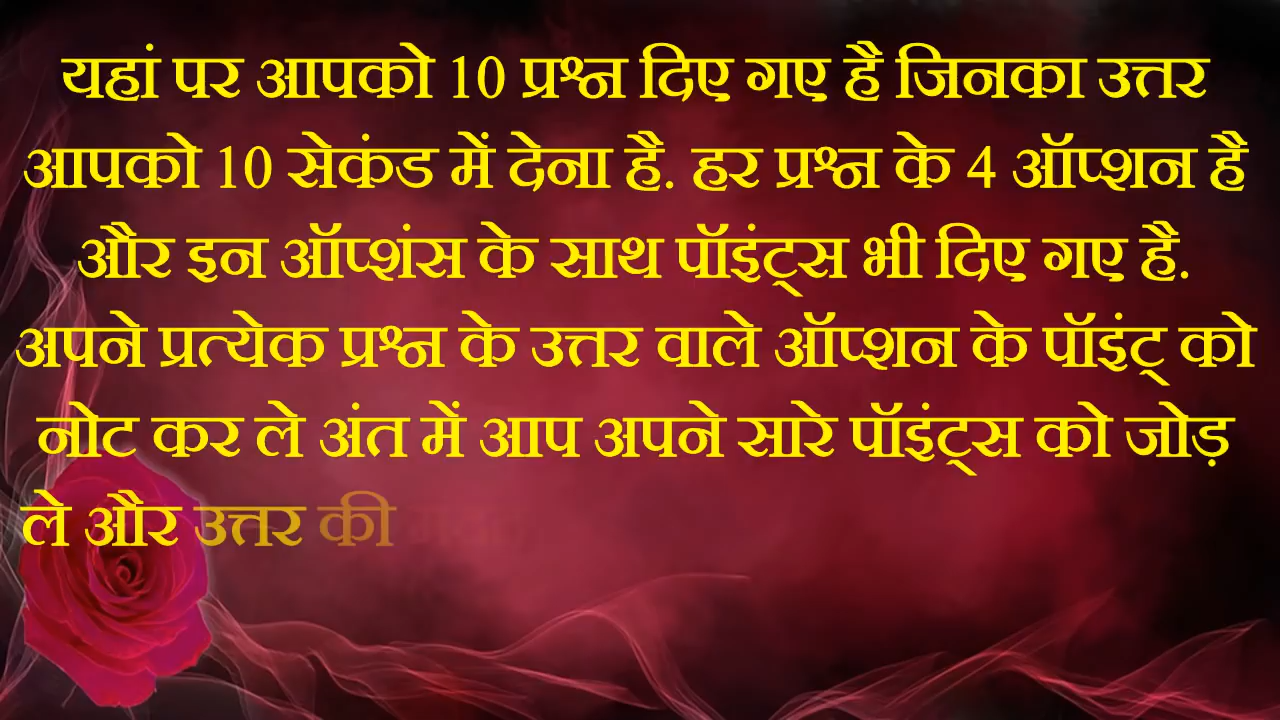 यहां पर आपको 10 प्रश्न दिए गए है जिनका उत्तर
आपको 10 सेकंड में देना है. हर प्रश्न के 4 ऑप्शन है
और इन ऑप्शंस के साथ पॉइंट्स भी दिए गए है.
अपने प्रत्येक प्रश्न के उत्तर वाले ऑप्शन के पॉइंट् को
नोट कर ले अंत में आप अपने सारे पॉइंट्स को जोड़
ले और उत्तर की